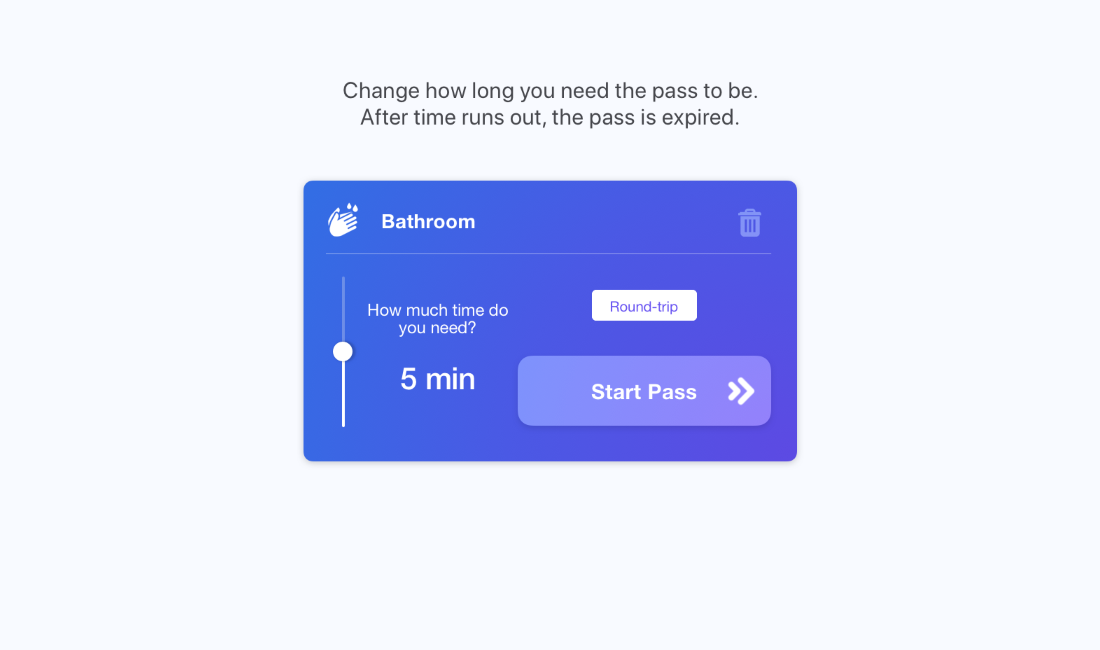 Change how long you need the pass to be.
After time runs out, the pass is expired.
Bathroom
How much time do
you need?
5 min
Round-trip
Start Pass